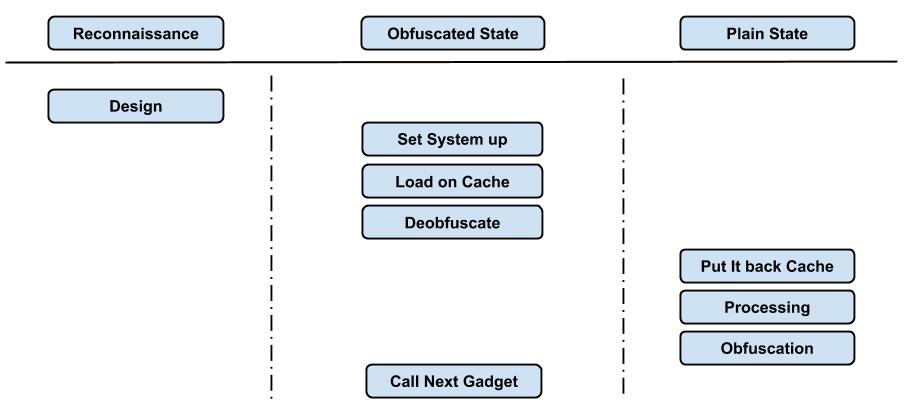 Reconnaissance
Obfuscated State
Plain State
Design
Set System up
Load on Cache
Deobfuscate
Put It back Cache
Processing
Obfuscation
Call Next Gadget